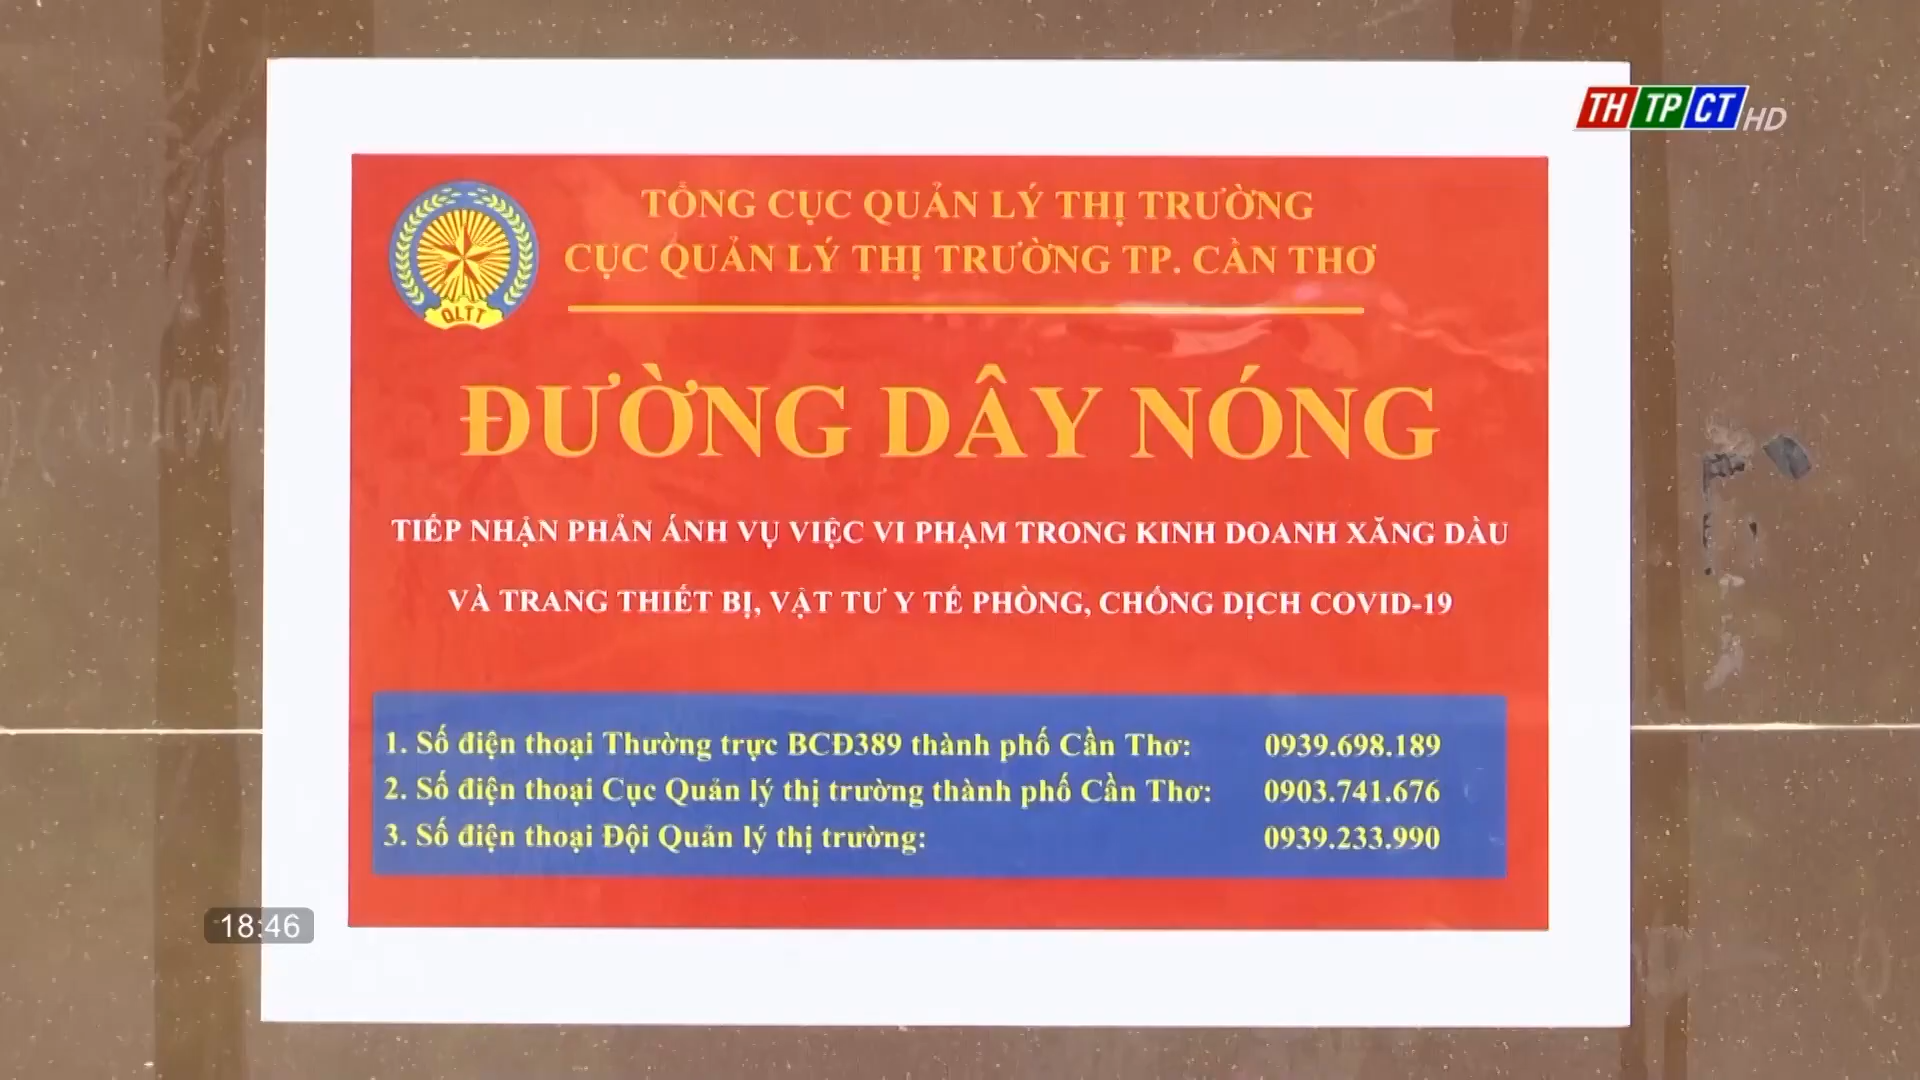 TH TP CT HD
TỔNG CỤC QUẢN LÝ THỊ TRƯỜNG
CỤC QUẢN LÝ THỊ TRƯỜNG TP. CẦN THƠ
QLTT
ĐƯỜNG DÂY NÓNG
TIẾP NHẬN PHẢN ÁNH VỤ VIỆC VI PHẠM TRONG KINH DOANH XĂNG DẦU
VÀ TRANG THIẾT BỊ, VẬT TƯ Y TẾ PHÒNG, CHỐNG DỊCH COVID-19
1. Số điện thoại Thường trực BCĐ389 thành phố Cần Thơ: 0939.698.189
2. Số điện thoại Cục Quản lý thị trường thành phố Cần Thơ: 0903.741.676
3. Số điện thoại Đội Quản lý thị trường: 0939.233.990
18:46